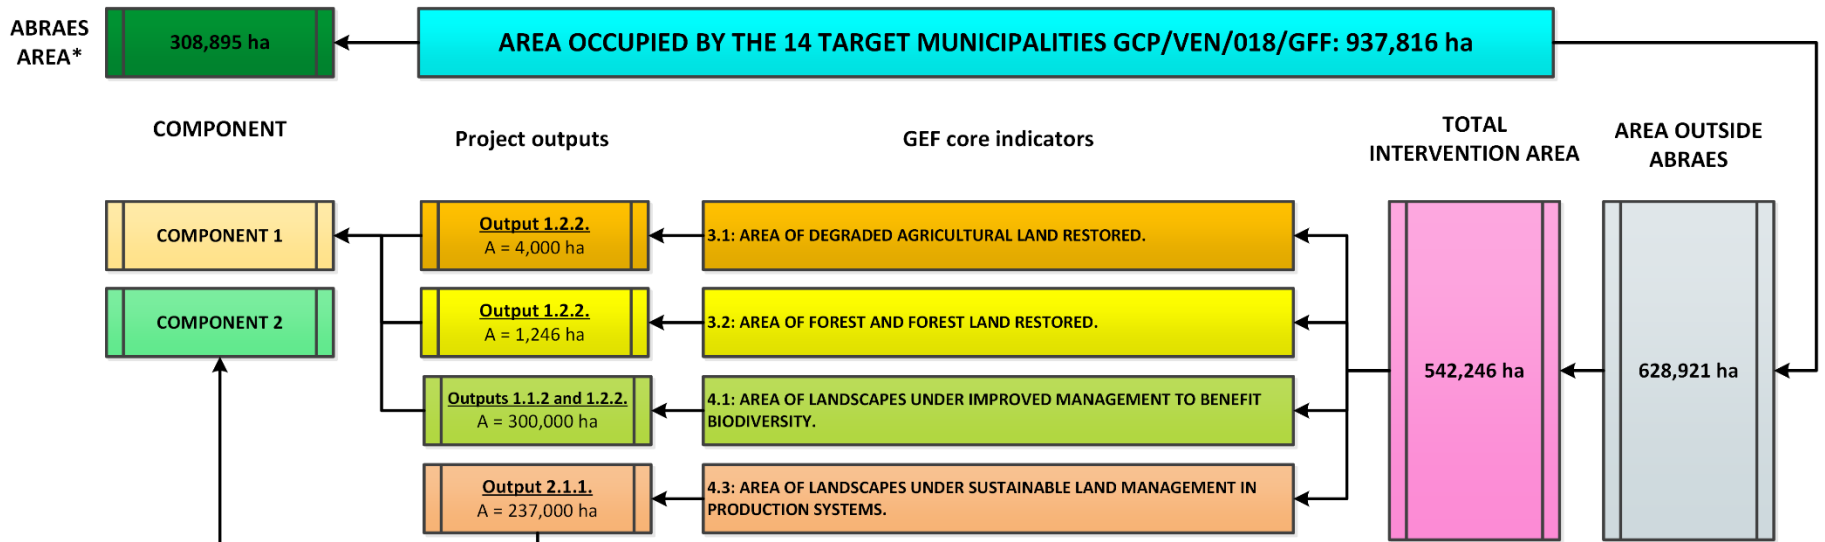 ABRAES
AREA*
308,895 ha
AREA OCCUPIED BY THE 14 TARGET MUNICIPALITIES GCP/VEN/018/GFF: 937,816 ha
COMPONENT
Project outputs
GEF core indicators
TOTAL
INTERVENTION AREA
AREA OUTSIDE
ABRAES
COMPONENT 1
Output 1.2.2.
A = 4,000 ha
3.1: AREA OF DEGRADED AGRICULTURAL LAND RESTORED.
COMPONENT 2
Output 1.2.2.
A = 1,246 ha
3.2: AREA OF FOREST AND FOREST LAND RESTORED.
542,246 ha
628,921 ha
Outputs 1.1.2 and 1.2.2.
A = 300,000 ha
4.1: AREA OF LANDSCAPES UNDER IMPROVED MANAGEMENT TO BENEFIT
BIODIVERSITY.
Output 2.1.1.
A = 237,000 ha
4.3: AREA OF LANDSCAPES UNDER SUSTAINABLE LAND MANAGEMENT IN
PRODUCTION SYSTEMS.